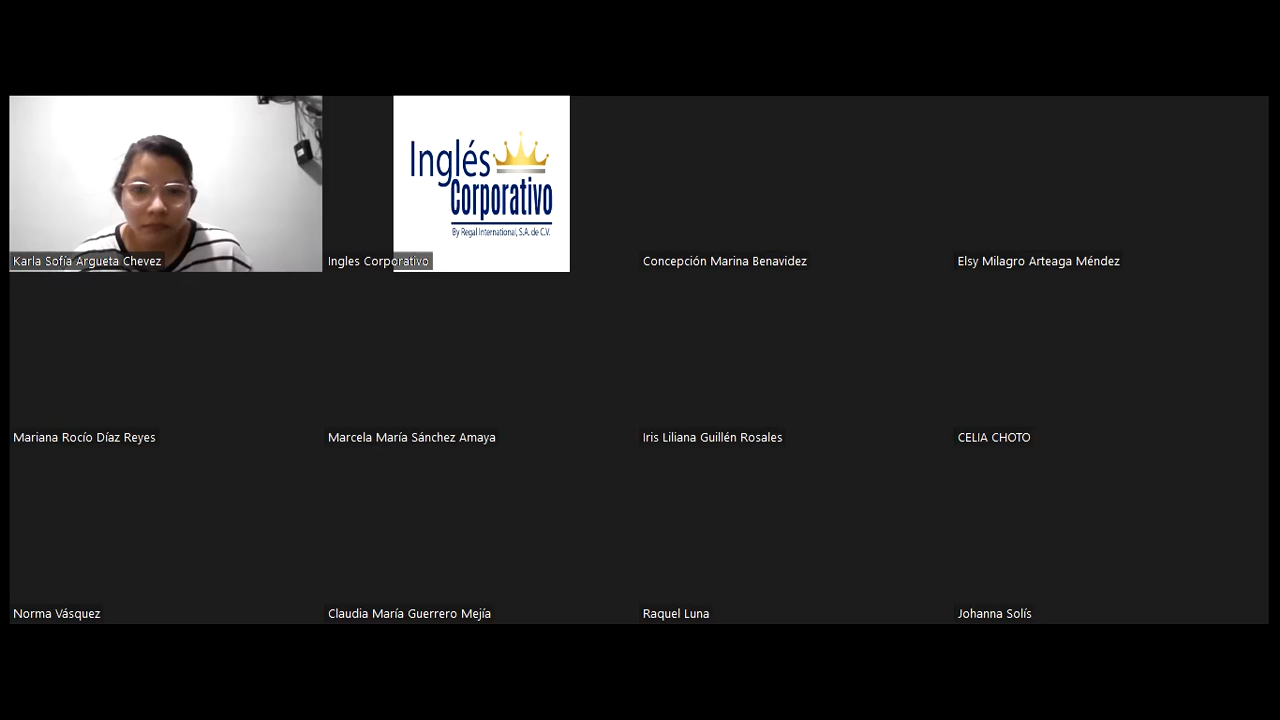 Inglés
Corporativo
By Regal International, S.A. de C.V.
Karla Sofía Argueta Chevez
Ingles Corporativo
Concepción Marina Benavidez
Elsy Milagro Arteaga Méndez
Mariana Rocío Díaz Reyes
Marcela María Sánchez Amaya
Iris Liliana Guillén Rosales
CELIA CHOTO
Norma Vásquez
Claudia María Guerrero Mejía
Raquel Luna
Johanna Solís